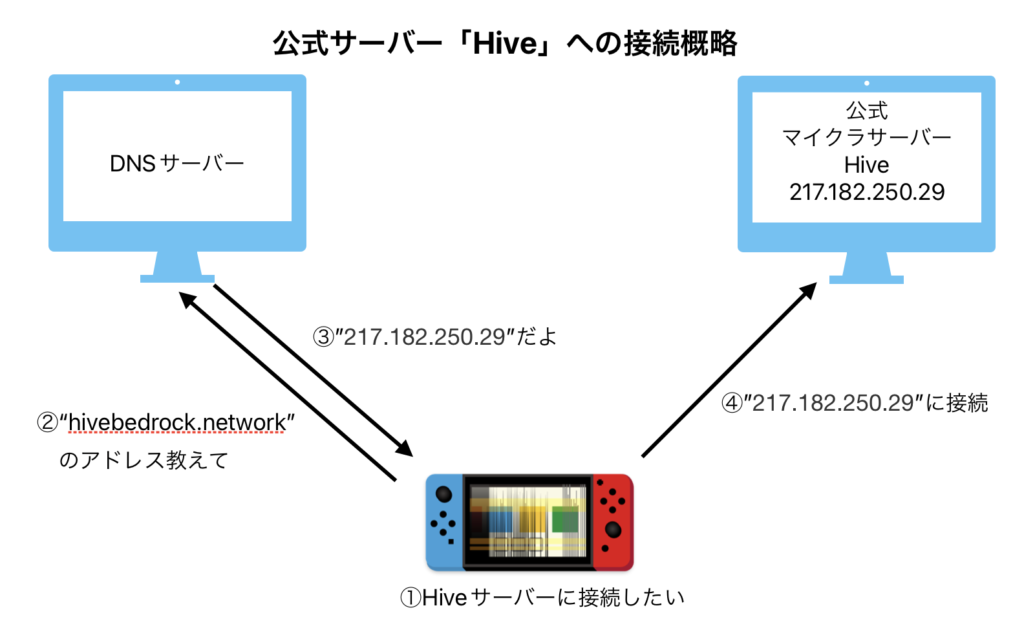 公式サーバー「Hive」への接続概略
DNSサーバー
公式
マイクラサーバー
Hive
217.182.250.29
③"217.182.250.29"だよ
②“hivebedrock.network”
のアドレス教えて
④"217.182.250.29"に接続
①Hiveサーバーに接続したい